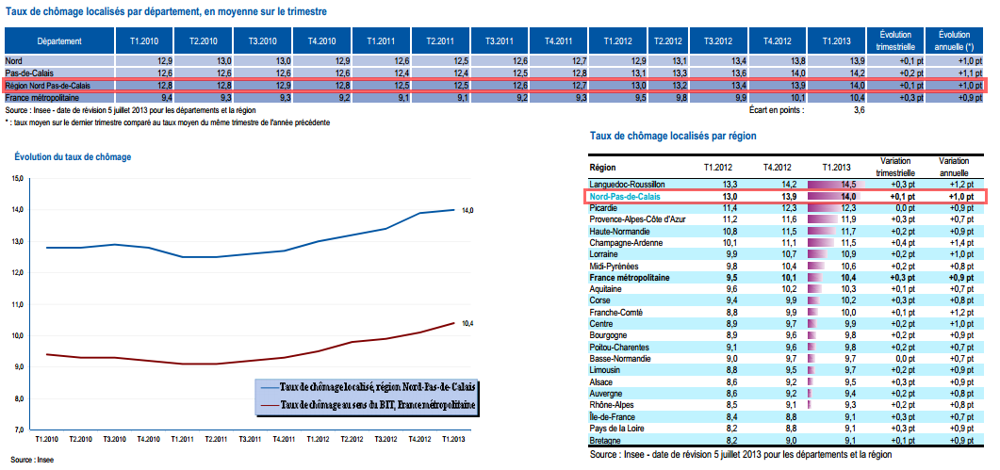 Taux de chômage localisés par département, en moyenne sur le trimestre
Département T1.2010 T2.2010 T3.2010 T4.2010 T1.2011 T2.2011 T3.2011 T4.2011 T1.2012 T2.2012 T3.2012 T4.2012 T1.2013 Évolution trimestrielle Évolution annuelle (*)
Nord 12,9 13,0 13,0 12,9 12,6 12,5 12,6 12,7 12,9 13,1 13,4 13,8 13,9 +0,1 pt +1,0 pt
Pas-de-Calais 12,6 12,6 12,6 12,6 12,4 12,4 12,5 12,8 13,1 13,3 13,6 14,0 14,2 +0,2 pt +1,1 pt
Région Nord Pas-de-Calais 12,8 12,8 12,9 12,8 12,5 12,5 12,6 12,7 13,0 13,2 13,4 13,9 14,0 +0,1 pt +1,0 pt
France métropolitaine 9,4 9,3 9,3 9,2 9,1 9,1 9,2 9,3 9,5 9,8 9,9 10,1 10,4 +0,3 pt +0,9 pt
Source : Insee - date de révision 5 juillet 2013 pour les départements et la région
Écart en points : 3,6
* : taux moyen sur le dernier trimestre comparé au taux moyen du même trimestre de l'année précédente
Évolution du taux de chômage
15,0
14,0
13,0
12,0
11,0
10,0
9,0
8,0
7,0
14,0
10,4
Taux de chômage localisé, région Nord-Pas-de-Calais
Taux de chômage au sens du BIT, France métropolitaine
T1.2010 T2.2010 T3.2010 T4.2010 T1.2011 T2.2011 T3.2011 T4.2011 T1.2012 T2.2012 T3.2012 T4.2012 T1.2013
Source : Insee
Taux de chômage localisés par région
Région T1.2012 T4.2012 T1.2013 Variation trimestrielle Variation annuelle
Languedoc-Roussillon 13,3 14,2 14,5 +0,3 pt +1,2 pt
Nord-Pas-de-Calais 13,0 13,9 14,0 +0,1 pt +1,0 pt
Picardie 11,4 12,3 12,3 0,0 pt +0,9 pt
Provence-Alpes-Côte d'Azur 11,2 11,6 11,9 +0,3 pt +0,7 pt
Haute-Normandie 10,8 11,5 11,7 +0,2 pt +0,9 pt
Champagne-Ardenne 10,1 11,1 11,5 +0,4 pt +1,4 pt
Lorraine 9,9 10,7 10,9 +0,2 pt +1,0 pt
Midi-Pyrénées 9,8 10,4 10,6 +0,2 pt +0,8 pt
France métropolitaine 9,5 10,1 10,4 +0,3 pt +0,9 pt
Aquitaine 9,6 10,2 10,3 +0,1 pt +0,7 pt
Corse 9,4 9,9 10,2 +0,3 pt +0,8 pt
Franche-Comté 8,8 9,9 10,0 +0,1 pt +1,2 pt
Centre 8,9 9,7 9,9 +0,2 pt +1,0 pt
Bourgogne 8,9 9,6 9,8 +0,2 pt +0,9 pt
Poitou-Charentes 9,1 9,6 9,8 +0,2 pt +0,7 pt
Basse-Normandie 9,0 9,7 9,7 0,0 pt +0,7 pt
Limousin 8,8 9,5 9,7 +0,2 pt +0,9 pt
Alsace 8,6 9,2 9,5 +0,3 pt +0,9 pt
Auvergne 8,6 9,2 9,4 +0,2 pt +0,8 pt
Rhône-Alpes 8,5 9,1 9,3 +0,2 pt +0,8 pt
Île-de-France 8,4 8,8 9,1 +0,3 pt +0,7 pt
Pays de la Loire 8,2 8,8 9,1 +0,3 pt +0,9 pt
Bretagne 8,2 9,0 9,1 +0,1 pt +0,9 pt
Source : Insee - date de révision 5 juillet 2013 pour les départements et la région